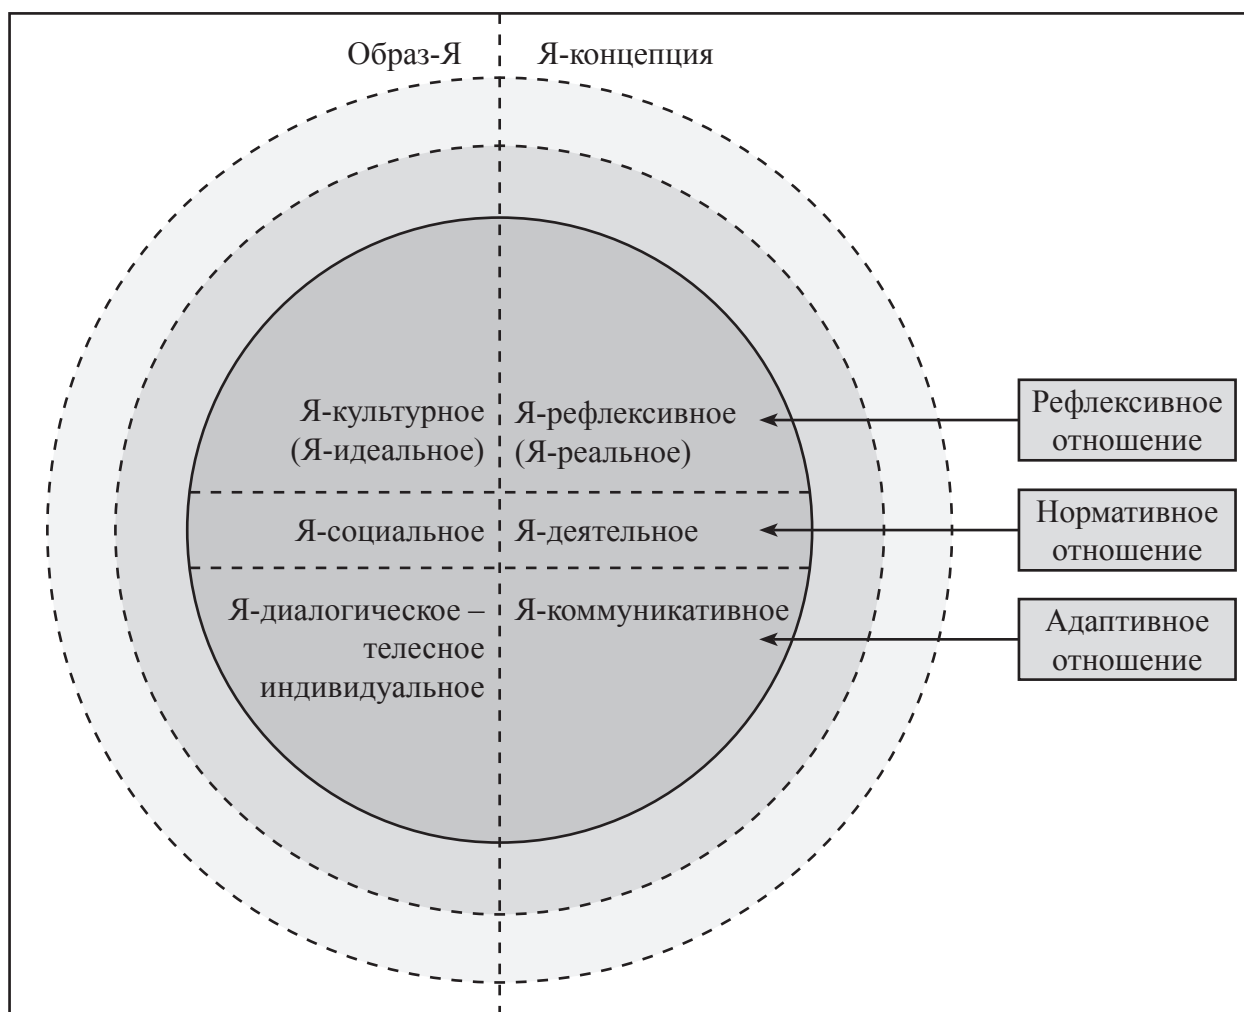 Образ-Я
Я-концепция
Я-культурное
(Я-идеальное)
Я-рефлексивное
(Я-реальное)
Рефлексивное
отношение
Я-социальное
Я-деятельное
Нормативное
отношение
Я-диалогическое –
телесное
индивидуальное
Я-коммуникативное
Адаптивное
отношение